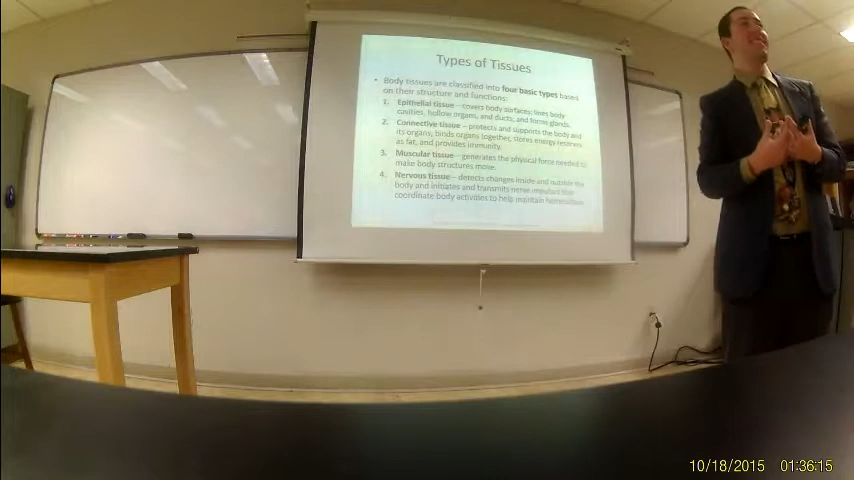 Types of Tissues
• Body tissues are classified into four basic types based
on their structure and functions:
1. Epithelial tissue – covers body surfaces; lines body
cavities, hollow organs, and ducts; and forms glands.
2. Connective tissue – protects and supports the body and
its organs, binds organs together, stores energy reserves
as fat, and provides immunity.
3. Muscular tissue – generates the physical force needed to
make body structures move.
4. Nervous tissue – detects changes inside and outside the
body and initiates and transmits nerve impulses that
coordinate body activities to help maintain homeostasis.
10/18/2015 01:36:15